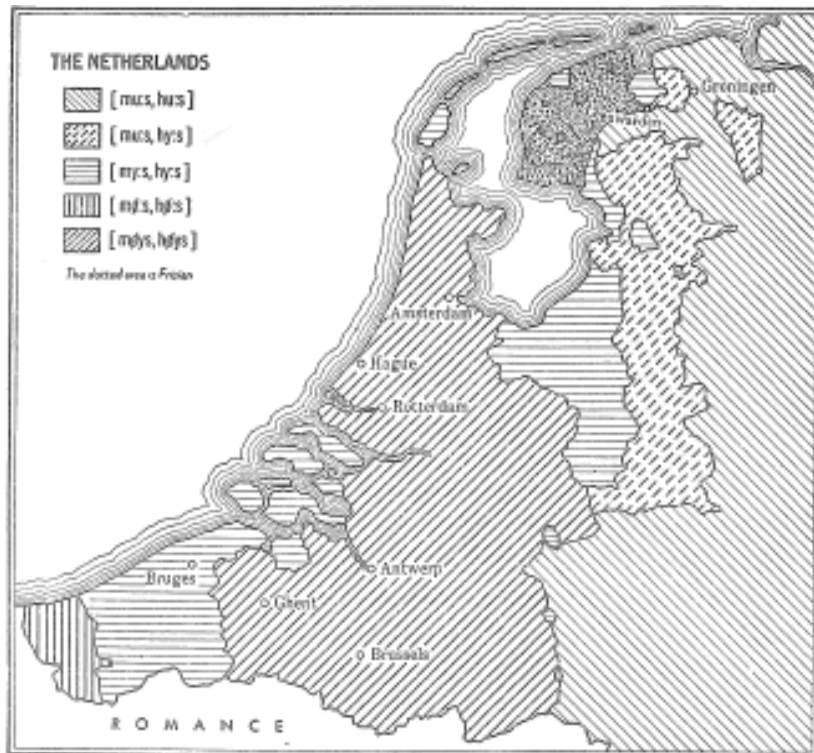 THE NETHERLANDS
[mu:s, hu:s]
[mu:s, hy:s]
[my:s, hy:s]
[mø:s, hø:s]
[møys, høys]
The dotted area is Frisian
Groningen
Amsterdam
Hague
Rotterdam
Bruges
Antwerp
Ghent
Brussels
ROMANCE